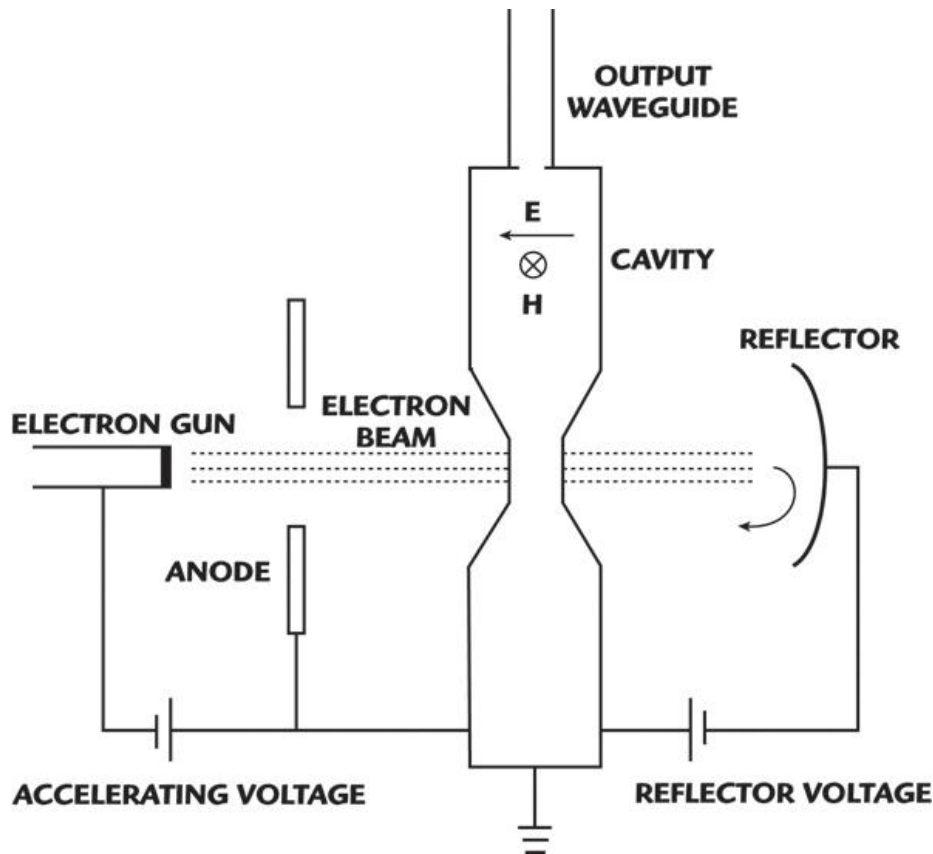 OUTPUT
WAVEGUIDE
E
CAVITY
H
REFLECTOR
ELECTRON GUN
ELECTRON
BEAM
ANODE
ACCELERATING VOLTAGE
REFLECTOR VOLTAGE